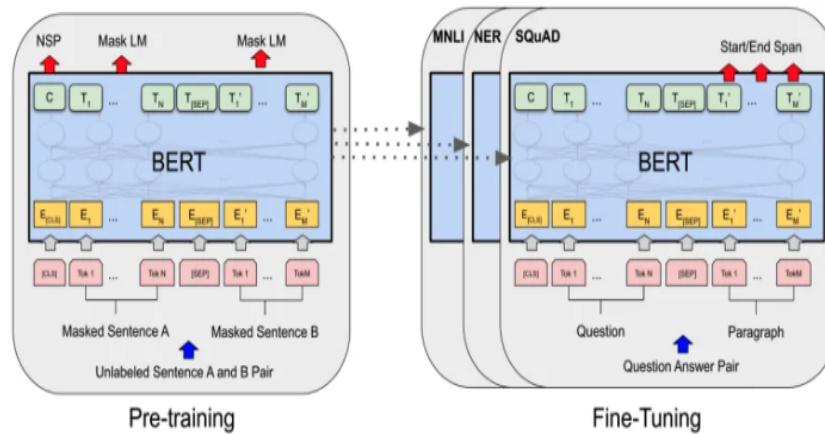 NSP Mask LM Mask LM
C T1 ... TN T[SEP] T1' ... TM'
BERT
E[CLS] E1 ... EN E[SEP] E1' ... EM'
[CLS] Tok 1 ... Tok N [SEP] Tok 1 ... TokM
Masked Sentence A Masked Sentence B
Unlabeled Sentence A and B Pair
Pre-training
MNLI NER SQuAD
Start/End Span
C T1 ... TN T[SEP] T1' ... TM'
BERT
E[CLS] E1 ... EN E[SEP] E1' ... EM'
[CLS] Tok 1 ... Tok N [SEP] Tok 1 ... TokM
Question Paragraph
Question Answer Pair
Fine-Tuning